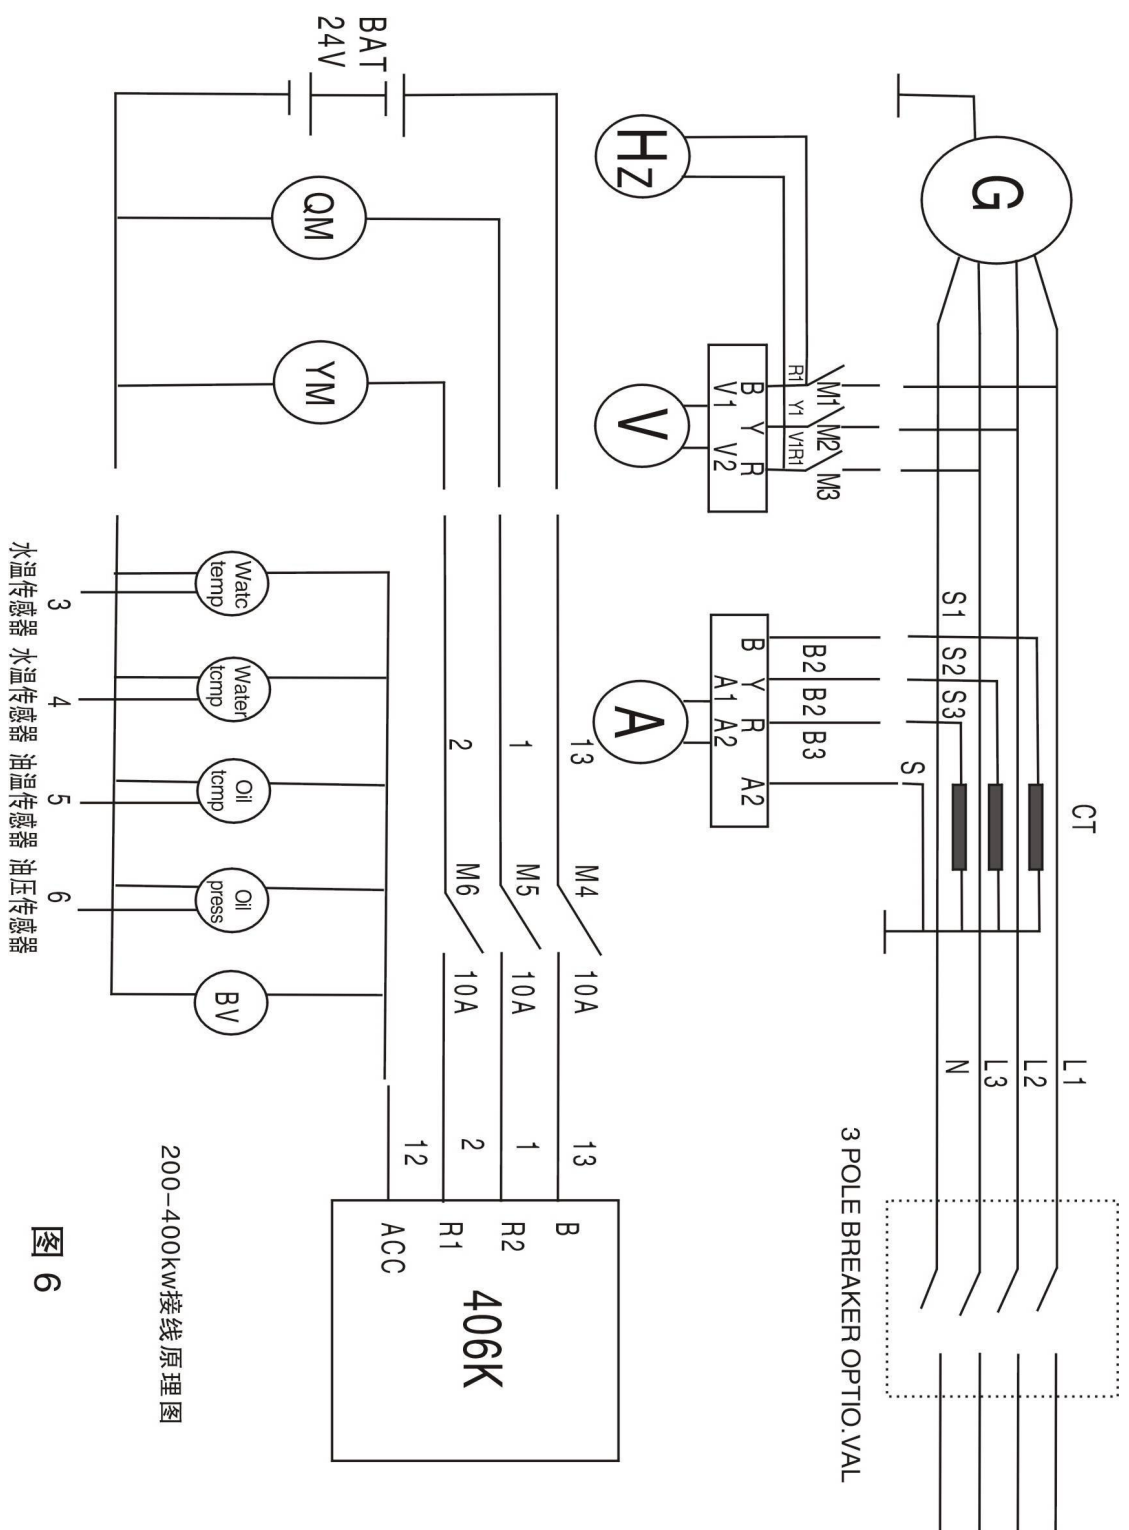 G
CT
L1
L2
L3
N
3 POLE BREAKER OPTIO.VAL
S1
S2
S3
S
Hz
M1
M2
M3
R1
Y1
V1R1
B Y R
V1 V2
V
B2
B2
B3
B Y R A2
A1 A2
A
BAT
24V
QM
YM
13
1
2
M4
M5
M6
10A
10A
10A
13
1
2
12
B
R2
R1
ACC
406K
Watc
temp
Water
tcmp
Oil
tcmp
Oil
press
BV
3
4
5
6
水温传感器
水温传感器
油温传感器
油压传感器
200-400kw接线原理图
图 6